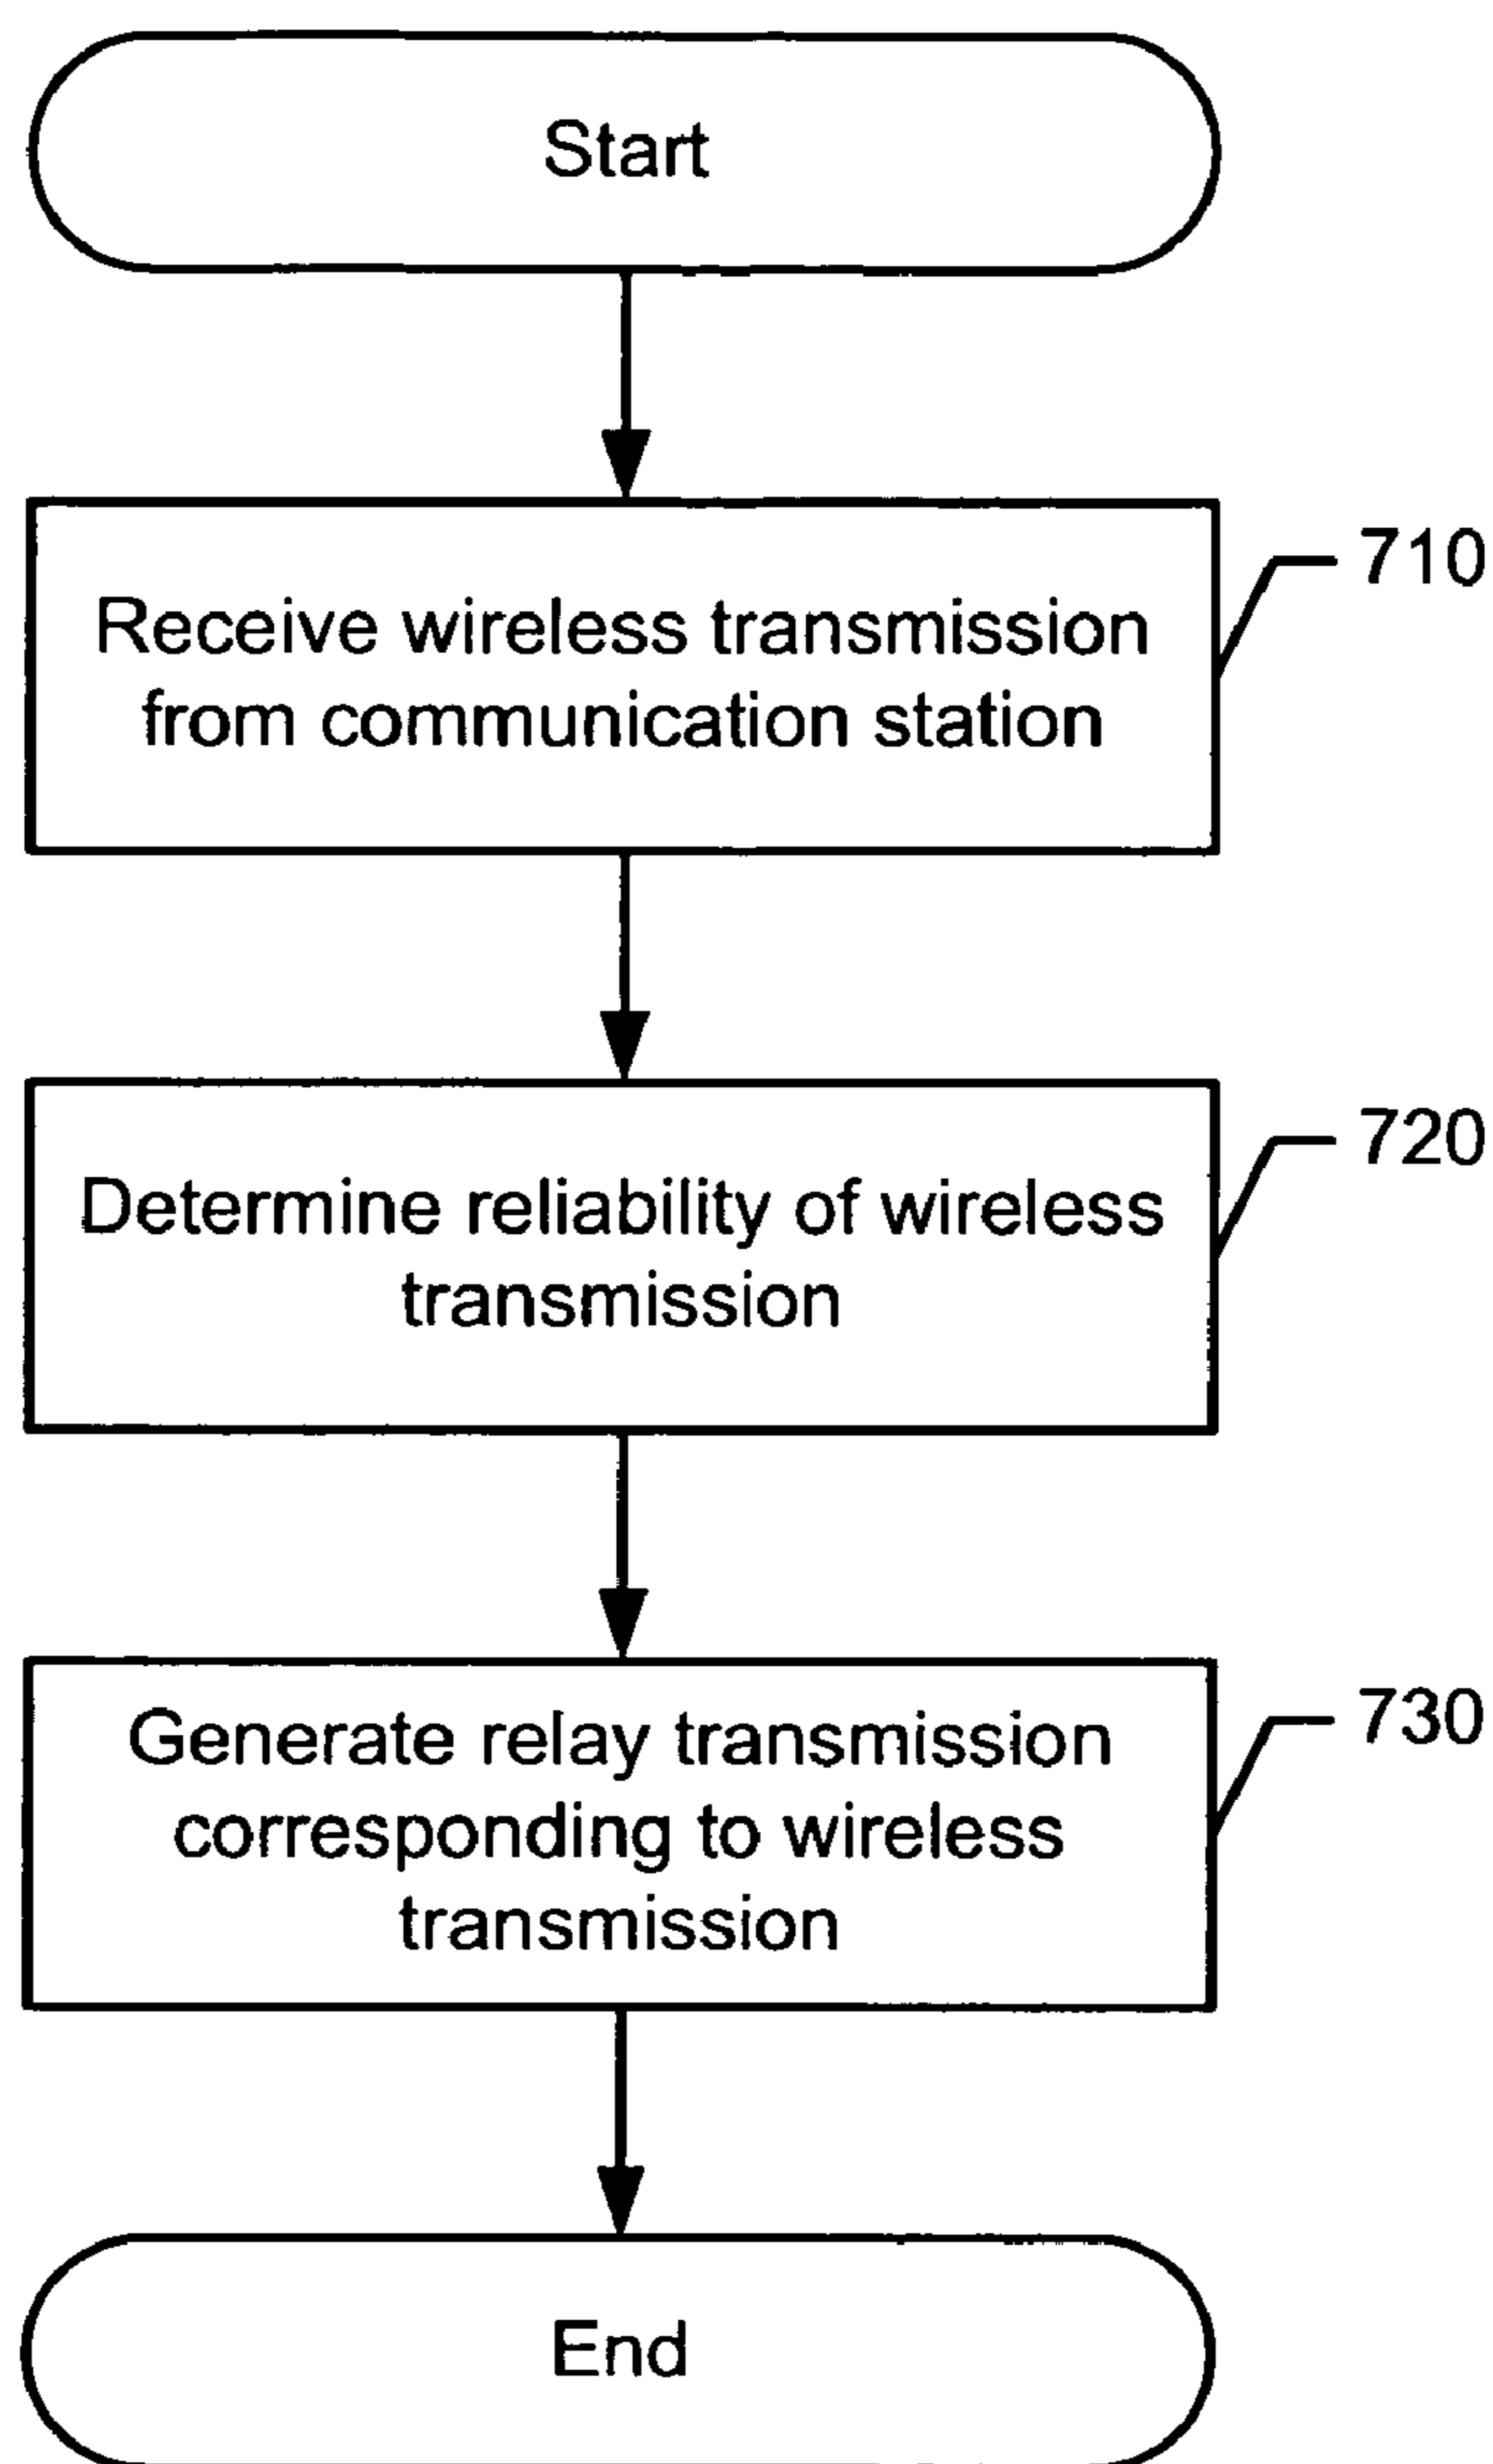 Start
710
Receive wireless transmission
from communication station
720
Determine reliability of wireless
transmission
730
Generate relay transmission
corresponding to wireless
transmission
End